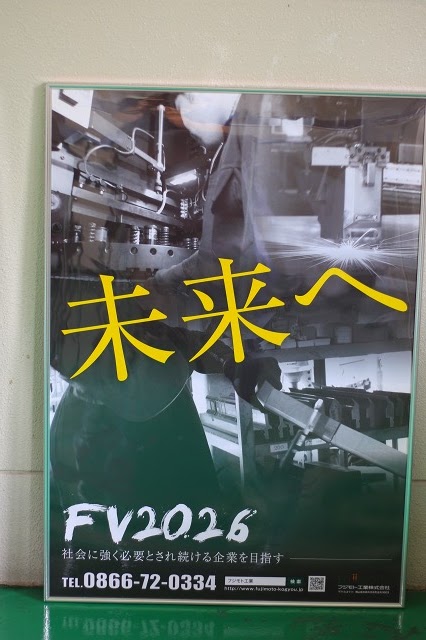 未来へ
FV2026
社会に強く必要とされ続ける企業を目指す
TEL.0866-72-0334
フジモト工業 検索
http://www.fujimoto-kogyou.jp
フジモト工業株式会社